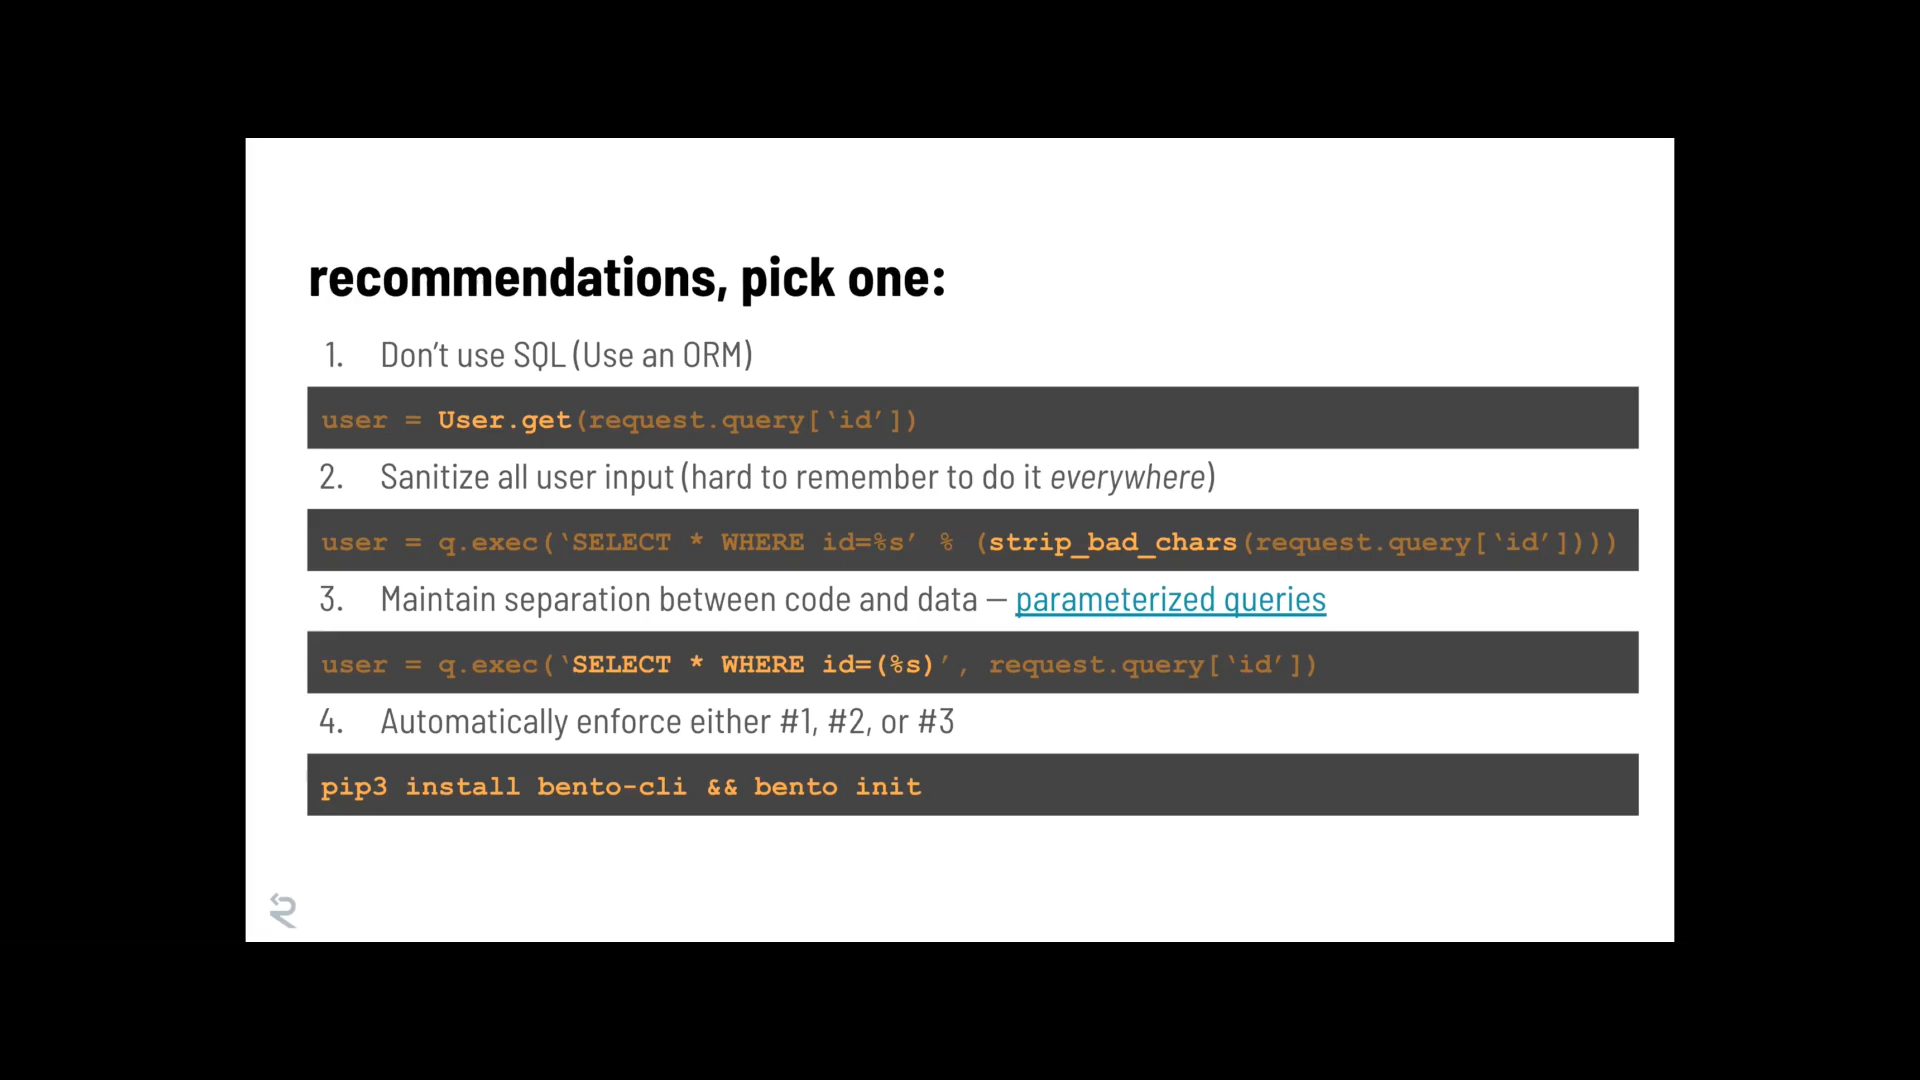 recommendations, pick one:
1. Don’t use SQL (Use an ORM)
user = User.get(request.query[‘id’])
2. Sanitize all user input (hard to remember to do it everywhere)
user = q.exec(‘SELECT * WHERE id=%s’ % (strip_bad_chars(request.query[‘id’])))
3. Maintain separation between code and data — parameterized queries
user = q.exec(‘SELECT * WHERE id=(%s)’, request.query[‘id’])
4. Automatically enforce either #1, #2, or #3
pip3 install bento-cli && bento init